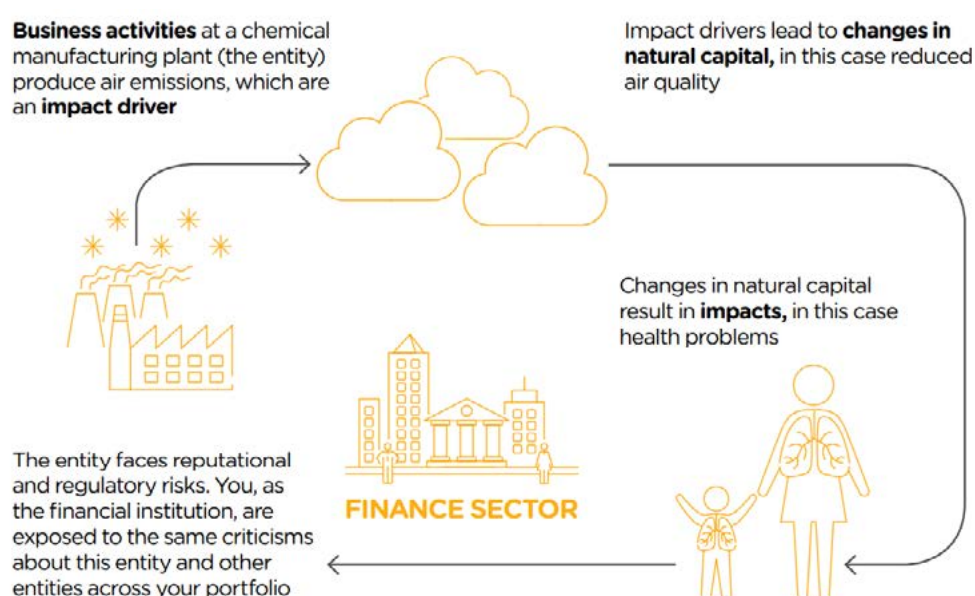 Business activities at a chemical
manufacturing plant (the entity)
produce air emissions, which are
an impact driver
Impact drivers lead to changes in
natural capital, in this case reduced
air quality
Changes in natural capital
result in impacts, in this case
health problems
FINANCE SECTOR
The entity faces reputational
and regulatory risks. You, as
the financial institution, are
exposed to the same criticisms
about this entity and other
entities across your portfolio